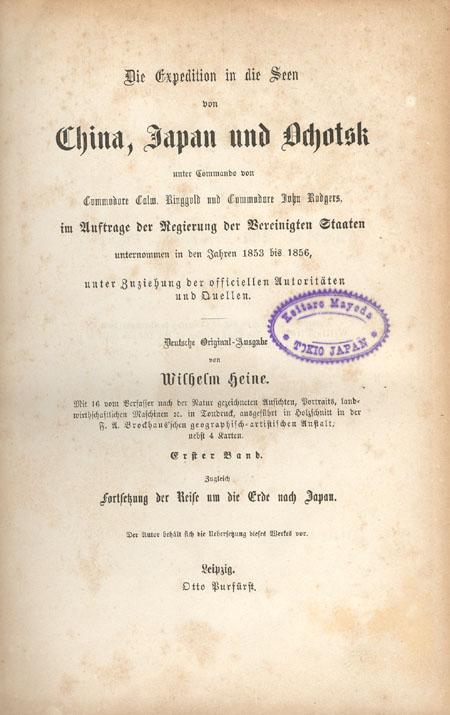 Die Expedition in die Seen
von
China, Japan und Ochotsk
unter Commando von
Commodore Calw. Ringgold und Commodore John Rodgers,
im Auftrage der Regierung der Vereinigten Staaten
unternommen in den Jahren 1853 bis 1856,
unter Zuziehung der officiellen Autoritäten
und Quellen.
Deutsche Original-Ausgabe
von
Wilhelm Heine.
Keitaro Mayeda
TOKIO JAPAN
Mit 16 vom Verfasser nach der Natur gezeichneten Ansichten, Portraits, land-
wirthschaftlichen Maschinen ꝛc. in Tondruck, ausgeführt in Holzschnitt in der
F. A. Brockhaus'schen geographisch-artistischen Anstalt;
nebst 4 Karten.
Erster Band.
Zugleich
Fortsetzung der Reise um die Erde nach Japan.
Der Autor behält sich die Uebersetzung dieses Werkes vor.
Leipzig.
Otto Purfürst.